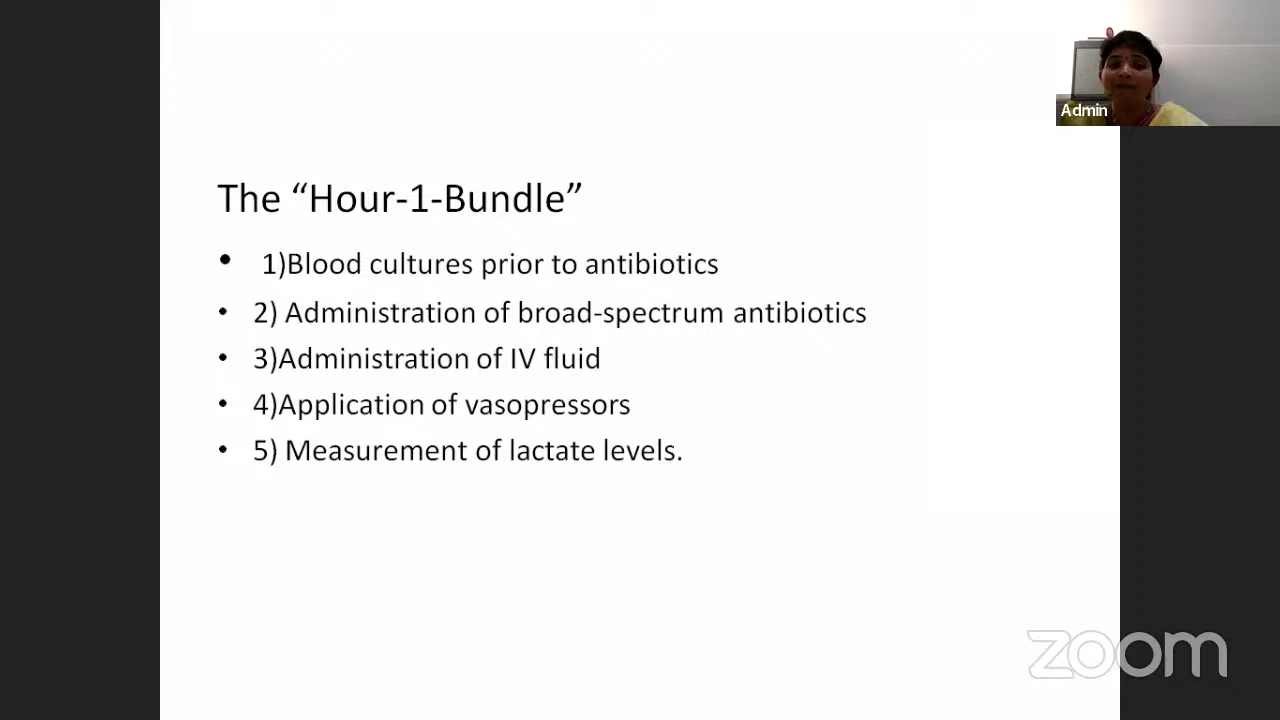 Admin
The “Hour-1-Bundle”
• 1)Blood cultures prior to antibiotics
• 2) Administration of broad-spectrum antibiotics
• 3)Administration of IV fluid
• 4)Application of vasopressors
• 5) Measurement of lactate levels.
zoom